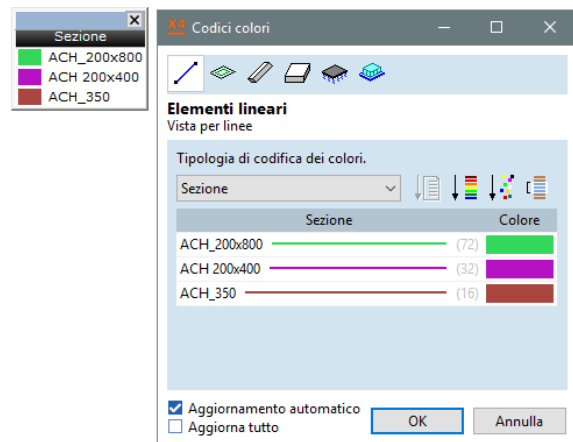 Sezione
ACH_200x800
ACH 200x400
ACH_350
X4 Codici colori
Elementi lineari
Vista per linee
Tipologia di codifica dei colori.
Sezione
Sezione Colore
ACH_200x800 (72)
ACH 200x400 (32)
ACH_350 (16)
Aggiornamento automatico
Aggiorna tutto
OK Annulla